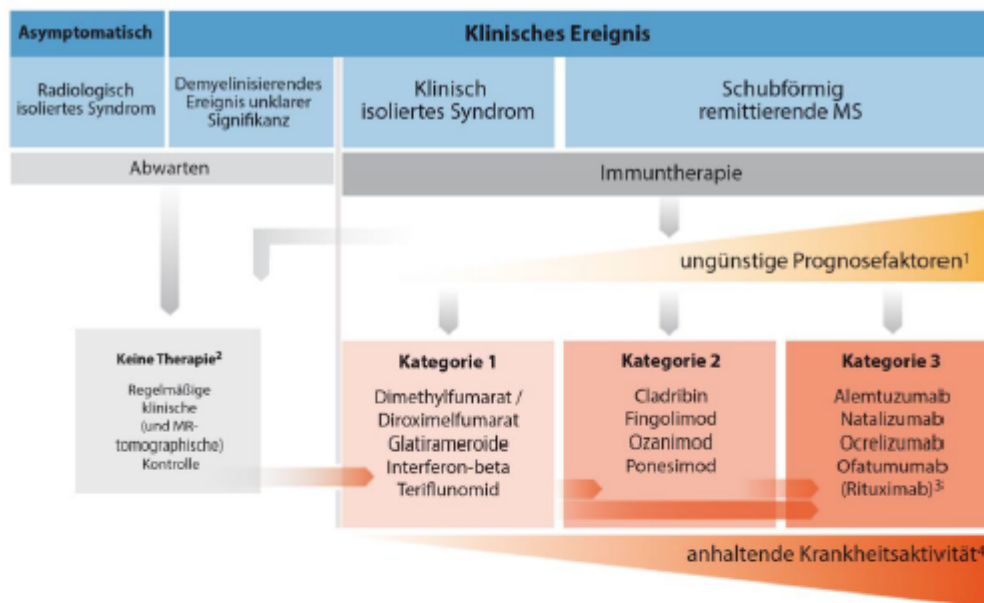 Asymptomatisch
Klinisches Ereignis
Radiologisch
isoliertes Syndrom
Demyelinisierendes
Ereignis unklarer
Signifikanz
Klinisch
isoliertes Syndrom
Schubförmig
remittierende MS
Abwarten
Immuntherapie
ungünstige Prognosefaktoren¹
Keine Therapie²
Regelmäßige
klinische
(und MR-
tomographische)
Kontrolle
Kategorie 1
Dimethylfumarat /
Diroximelfumarat
Glatirameroide
Interferon-beta
Teriflunomid
Kategorie 2
Cladribin
Fingolimod
Ozanimod
Ponesimod
Kategorie 3
Alemtuzumab
Natalizumab
Ocrelizumab
Ofatumumab
(Rituximab)³
anhaltende Krankheitsaktivität⁴